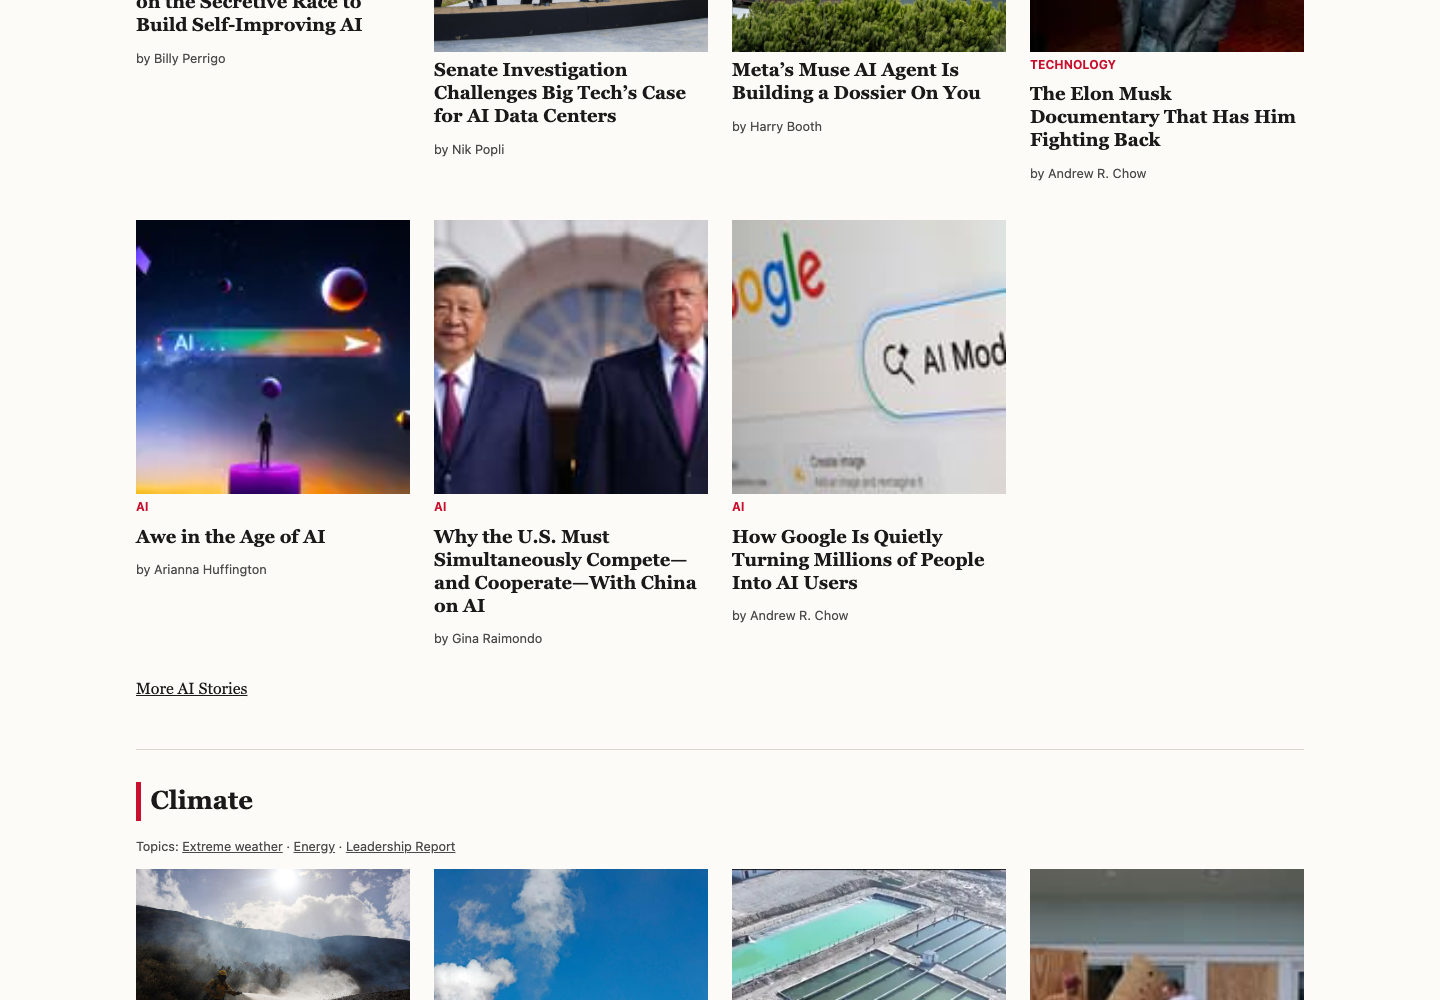 on the Secretive Race to
Build Self-Improving AI
by Billy Perrigo
Senate Investigation
Challenges Big Tech’s Case
for AI Data Centers
by Nik Popli
Meta’s Muse AI Agent Is
Building a Dossier On You
by Harry Booth
TECHNOLOGY
The Elon Musk
Documentary That Has Him
Fighting Back
by Andrew R. Chow
AI...
AI
Awe in the Age of AI
by Arianna Huffington
AI
Why the U.S. Must
Simultaneously Compete—
and Cooperate—With China
on AI
by Gina Raimondo
ogle
AI Mod
Create image
AI
How Google Is Quietly
Turning Millions of People
Into AI Users
by Andrew R. Chow
More AI Stories
Climate
Topics: Extreme weather · Energy · Leadership Report